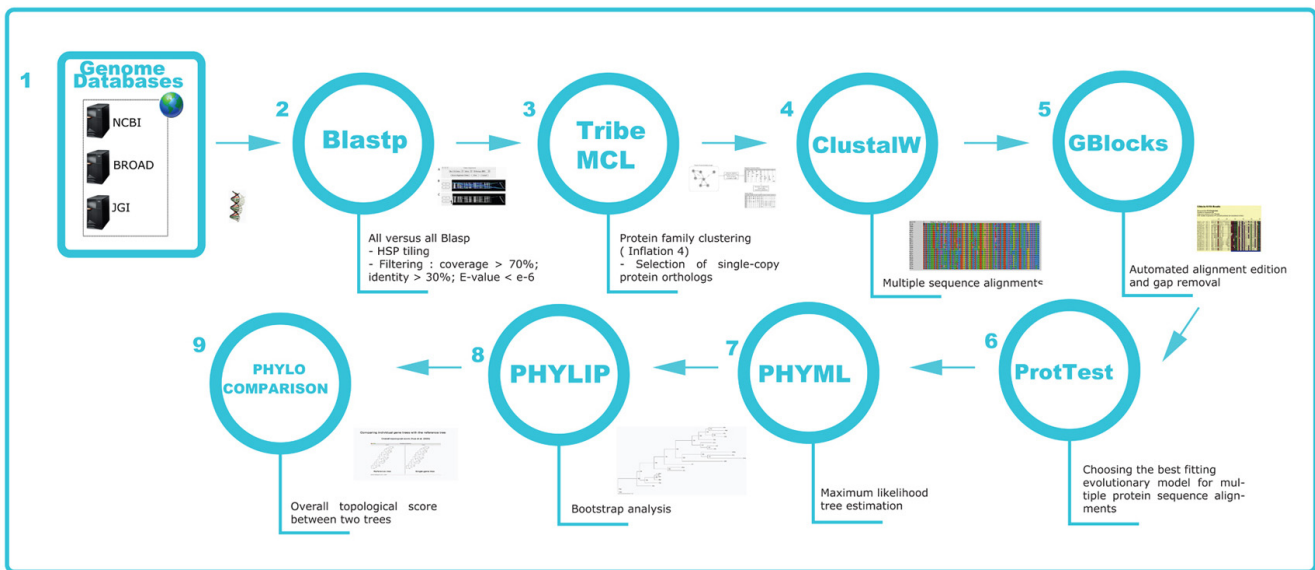 1
Genome
Databases
NCBI
BROAD
JGI
2
Blastp
All versus all Blasp
- HSP tiling
- Filtering : coverage > 70%;
identity > 30%; E-value < e-6
3
Tribe
MCL
Protein family clustering
( Inflation 4)
- Selection of single-copy
protein orthologs
4
ClustalW
Multiple sequence alignments
5
GBlocks
Automated alignment edition
and gap removal
6
ProtTest
Choosing the best fitting
evolutionary model for mul-
tiple protein sequence align-
ments
7
PHYML
Maximum likelihood
tree estimation
8
PHYLIP
Bootstrap analysis
9
PHYLO
COMPARISON
Overall topological score
between two trees